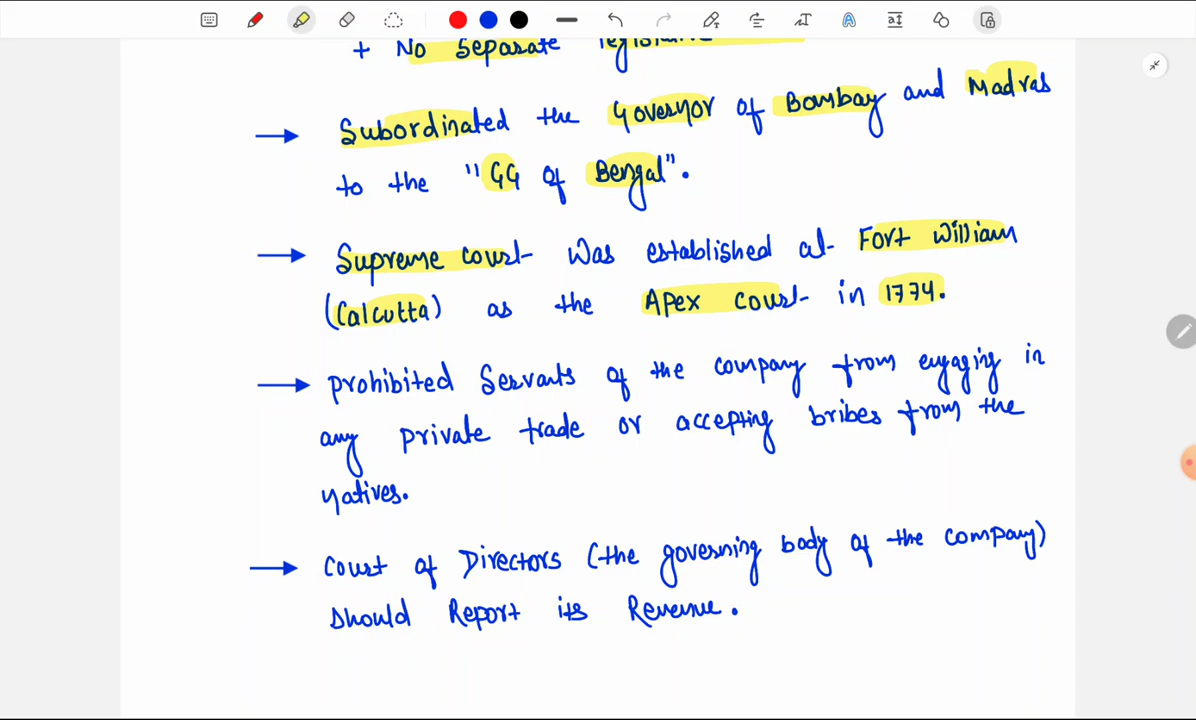 + No Separate legislative
→ Subordinated the Governor of Bombay and Madras
to the "GG of Bengal".
→ Supreme court was established at Fort William
(Calcutta) as the Apex court in 1774.
→ prohibited Servants of the company from engaging in
any private trade or accepting bribes from the
natives.
→ Court of Directors (the governing body of the company)
should Report its Revenue.